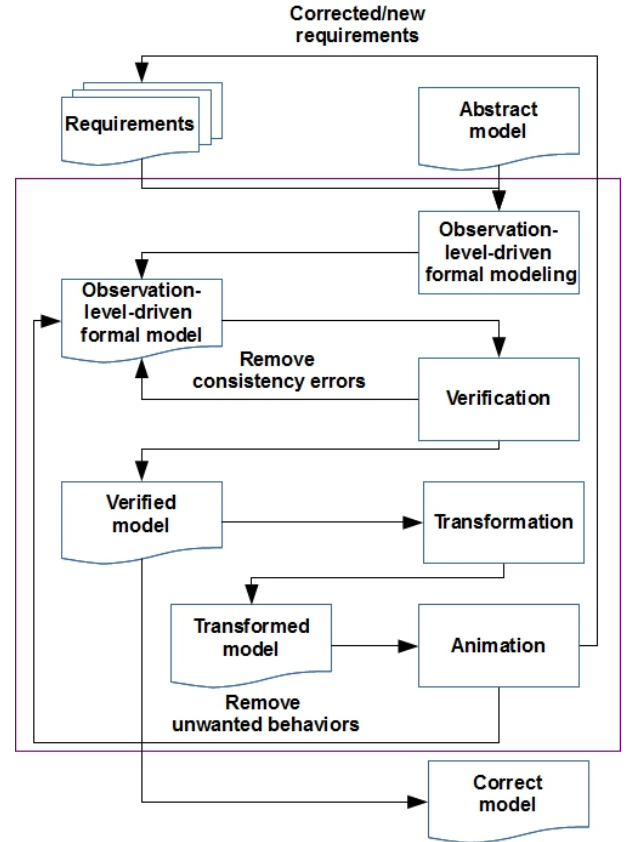 Corrected/new
requirements
Requirements
Abstract
model
Observation-
level-driven
formal modeling
Observation-
level-driven
formal model
Remove
consistency errors
Verification
Verified
model
Transformation
Transformed
model
Animation
Remove
unwanted behaviors
Correct
model